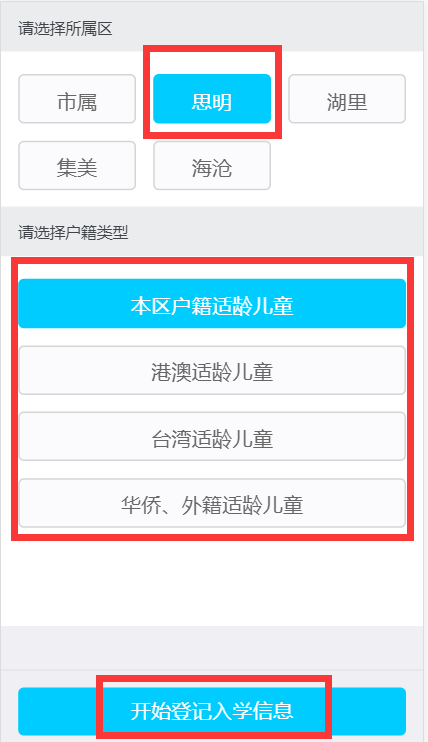 请选择所属区
市属
思明
湖里
集美
海沧
请选择户籍类型
本区户籍适龄儿童
港澳适龄儿童
台湾适龄儿童
华侨、外籍适龄儿童
开始登记入学信息